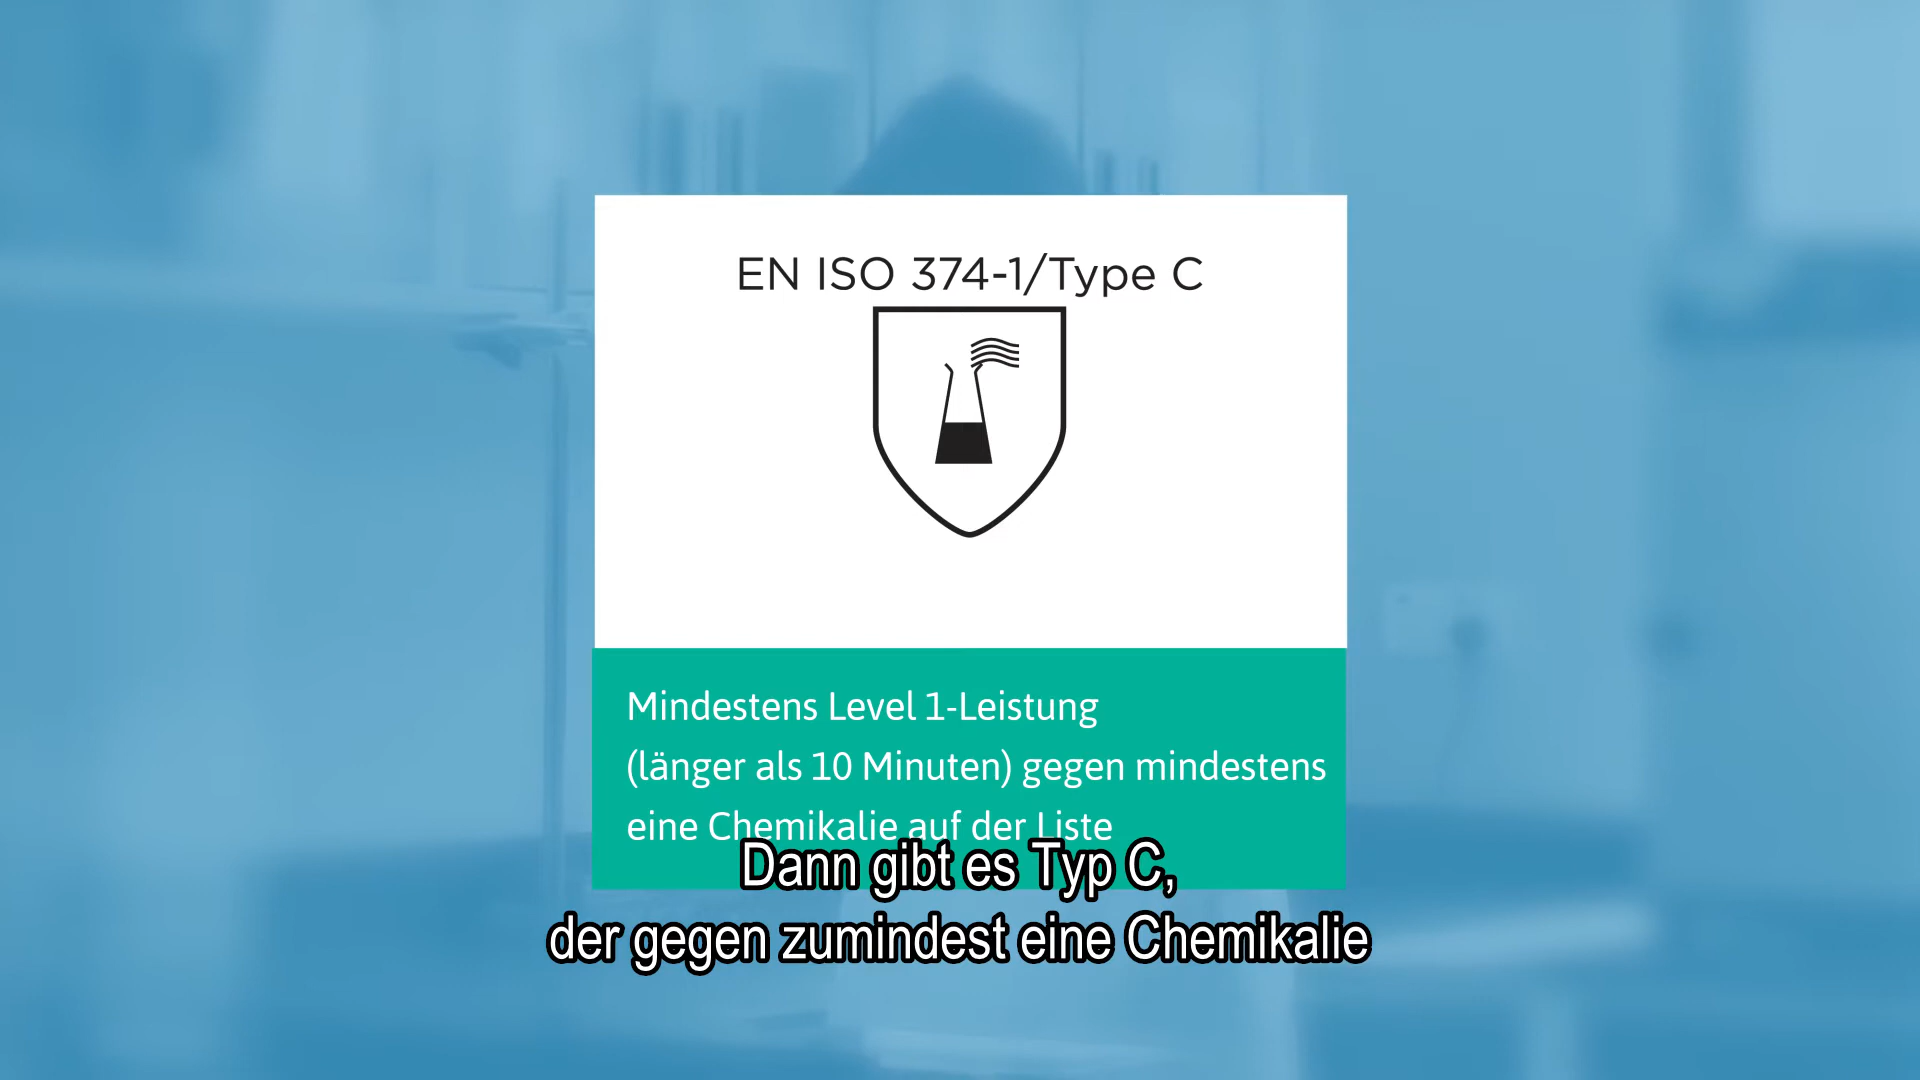 EN ISO 374-1/Type C
Mindestens Level 1-Leistung
(länger als 10 Minuten) gegen mindestens
eine Chemikalie auf der Liste
Dann gibt es Typ C,
der gegen zumindest eine Chemikalie